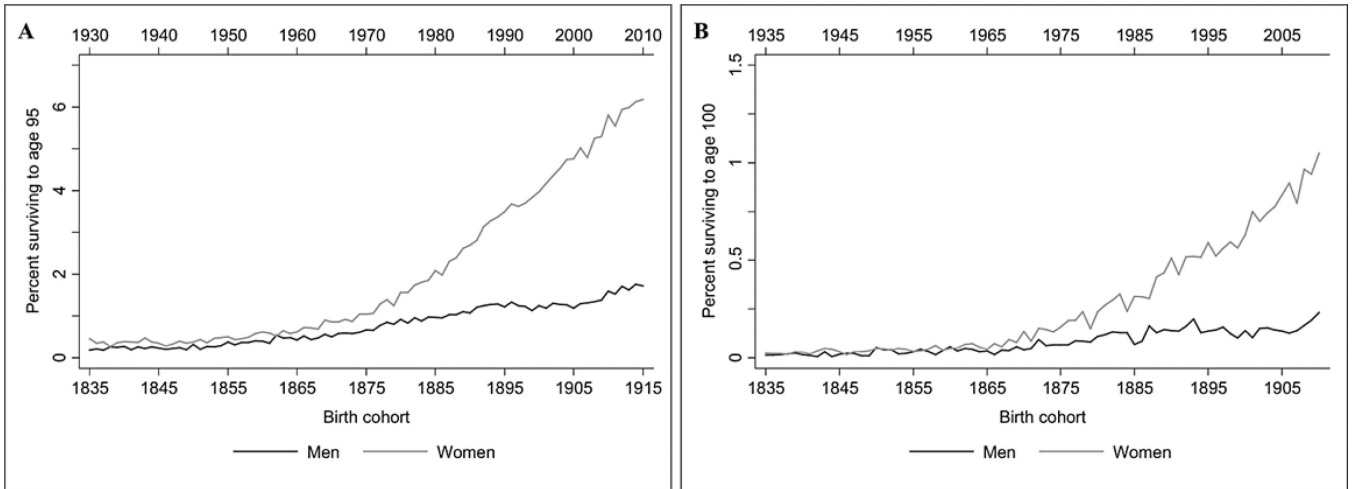 A
1930 1940 1950 1960 1970 1980 1990 2000 2010
Percent surviving to age 95
6
4
2
0
1835 1845 1855 1865 1875 1885 1895 1905 1915
Birth cohort
Men Women
B
1935 1945 1955 1965 1975 1985 1995 2005
Percent surviving to age 100
1.5
1
0.5
0
1835 1845 1855 1865 1875 1885 1895 1905
Birth cohort
Men Women